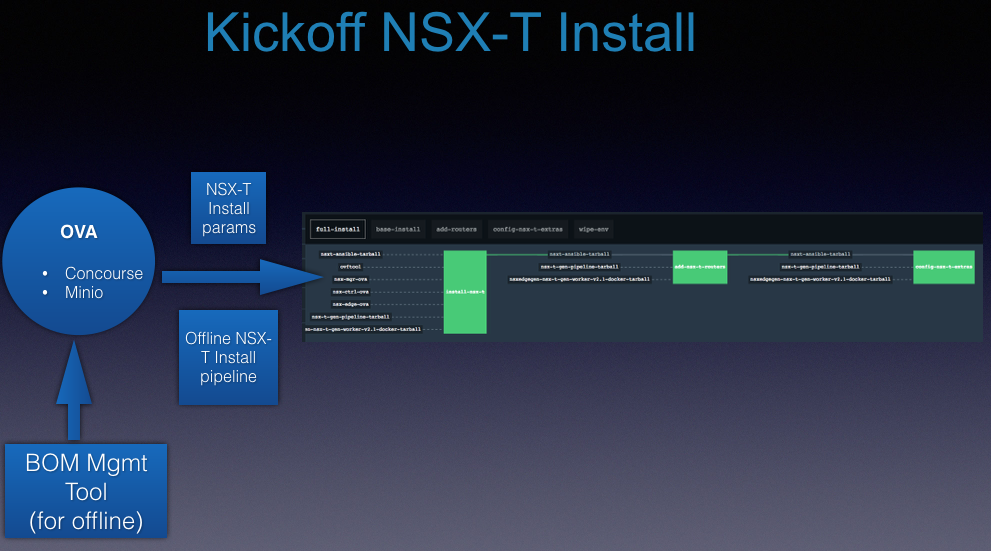 Kickoff NSX-T Install
NSX-T
Install
params
OVA
• Concourse
• Minio
Offline NSX-
T Install
pipeline
BOM Mgmt
Tool
(for offline)
full-install base-install add-routers config-nsx-t-extras wipe-env
nsxt-ansible-tarball
ovftool
nsx-mgr-ova
nsx-ctrl-ova
nsx-edge-ova
nsx-t-gen-pipeline-tarball
en-nsx-t-gen-worker-v2.1-docker-tarball
install-nsx-t
nsxt-ansible-tarball
nsx-t-gen-pipeline-tarball
nsxedgegen-nsx-t-gen-worker-v2.1-docker-tarball
add-nsx-t-routers
nsxt-ansible-tarball
nsx-t-gen-pipeline-tarball
nsxedgegen-nsx-t-gen-worker-v2.1-docker-tarball
config-nsx-t-extras